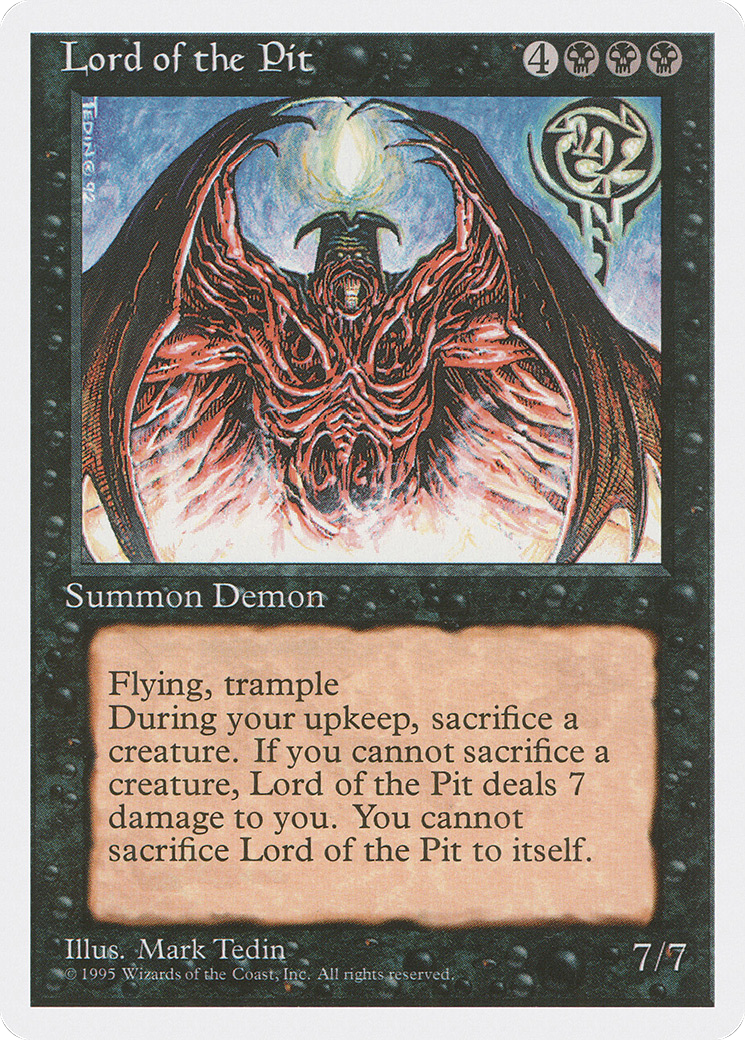 Lord of the Pit
4
TEDIN © 92
Summon Demon
Flying, trample
During your upkeep, sacrifice a
creature. If you cannot sacrifice a
creature, Lord of the Pit deals 7
damage to you. You cannot
sacrifice Lord of the Pit to itself.
Illus. Mark Tedin
7/7
© 1995 Wizards of the Coast, Inc. All rights reserved.